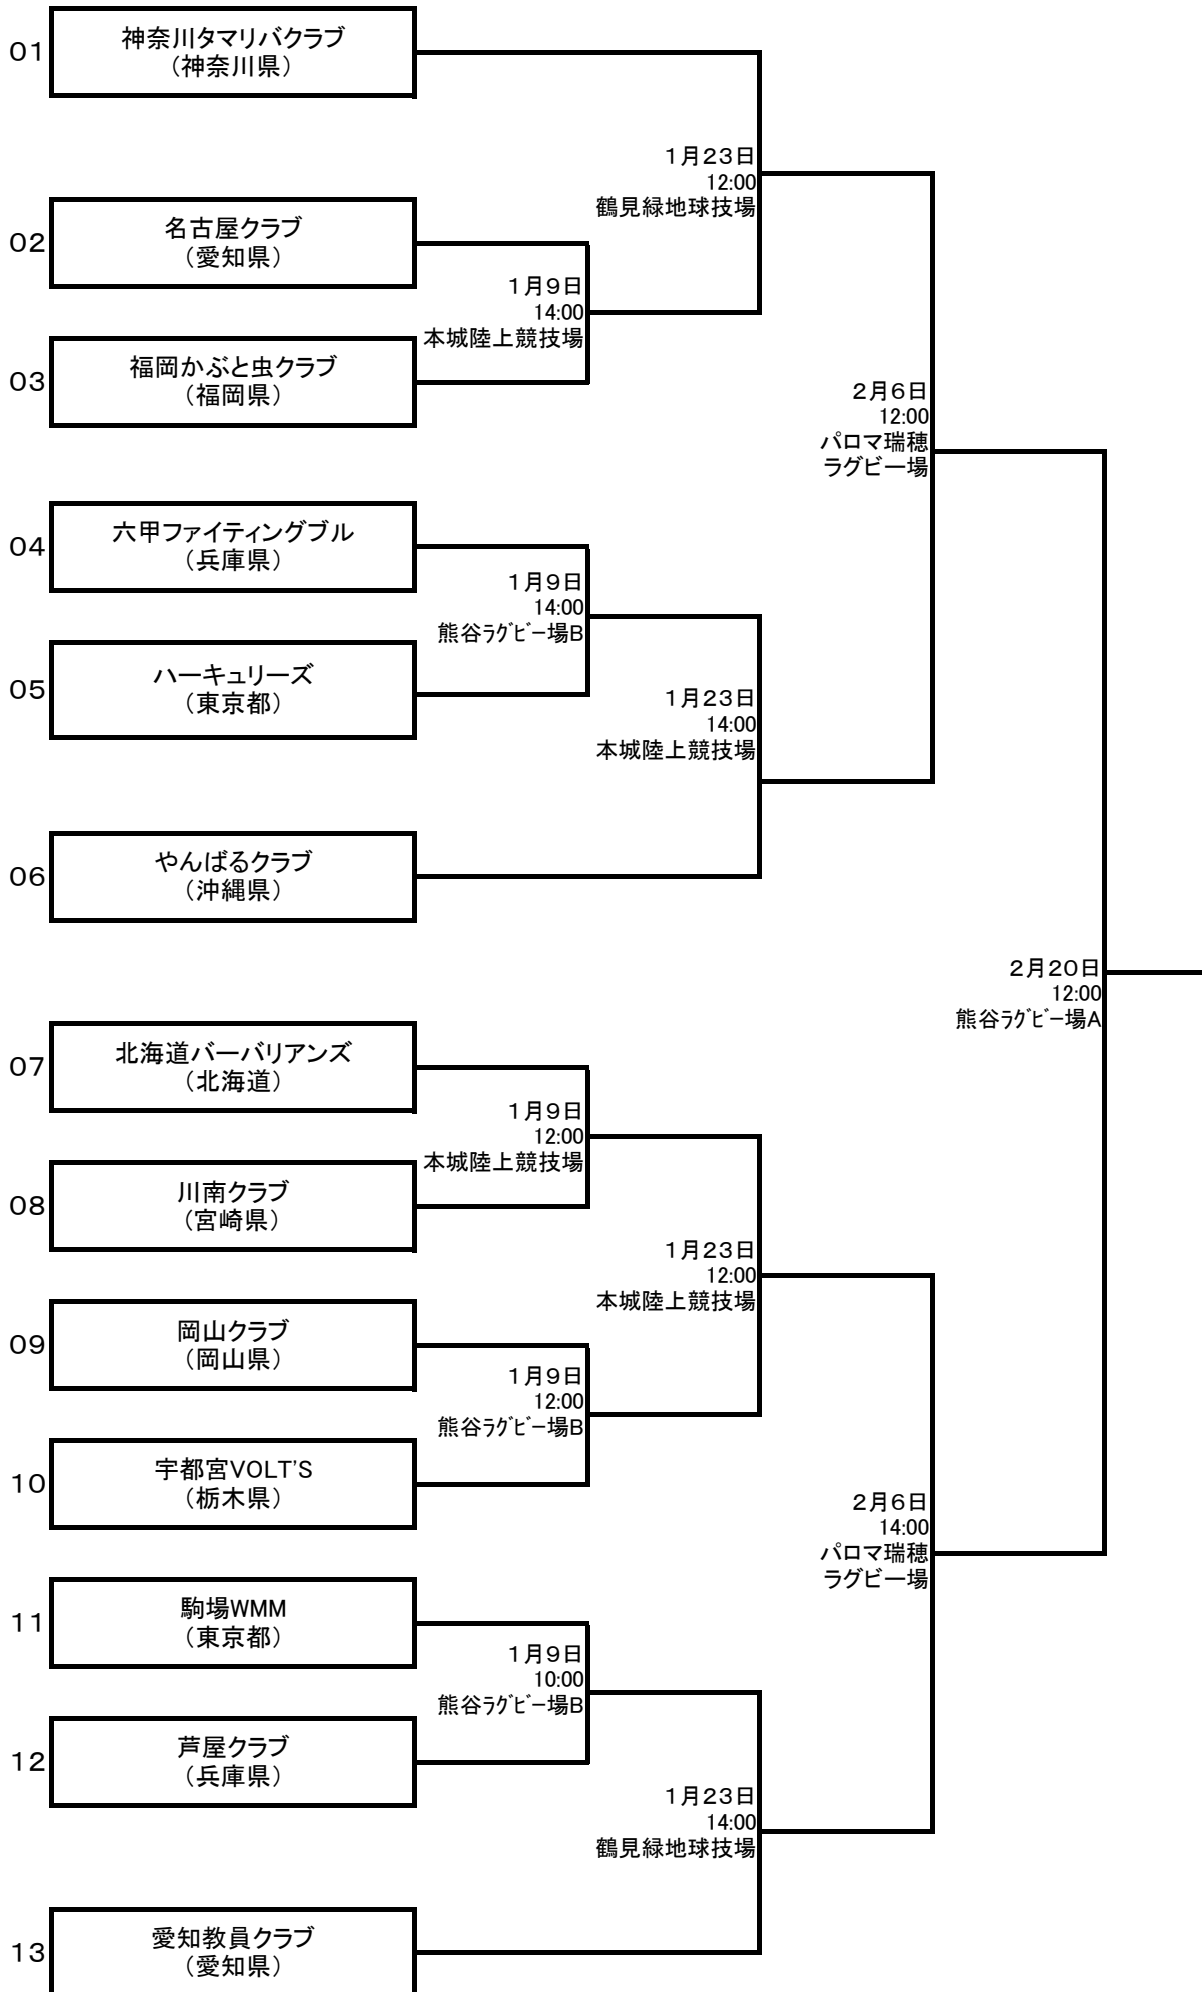 01
神奈川タマリバクラブ
（神奈川県）
1月23日
12:00
鶴見緑地球技場
02
名古屋クラブ
（愛知県）
1月9日
14:00
本城陸上競技場
03
福岡かぶと虫クラブ
（福岡県）
2月6日
12:00
パロマ瑞穂
ラグビー場
04
六甲ファイティングブル
（兵庫県）
1月9日
14:00
熊谷ﾗｸﾞﾋﾞｰ場B
05
ハーキュリーズ
（東京都）
1月23日
14:00
本城陸上競技場
06
やんばるクラブ
（沖縄県）
2月20日
12:00
熊谷ﾗｸﾞﾋﾞｰ場A
07
北海道バーバリアンズ
（北海道）
1月9日
12:00
本城陸上競技場
08
川南クラブ
（宮崎県）
1月23日
12:00
本城陸上競技場
09
岡山クラブ
（岡山県）
1月9日
12:00
熊谷ﾗｸﾞﾋﾞｰ場B
10
宇都宮VOLT'S
（栃木県）
2月6日
14:00
パロマ瑞穂
ラグビー場
11
駒場WMM
（東京都）
1月9日
10:00
熊谷ﾗｸﾞﾋﾞｰ場B
12
芦屋クラブ
（兵庫県）
1月23日
14:00
鶴見緑地球技場
13
愛知教員クラブ
（愛知県）